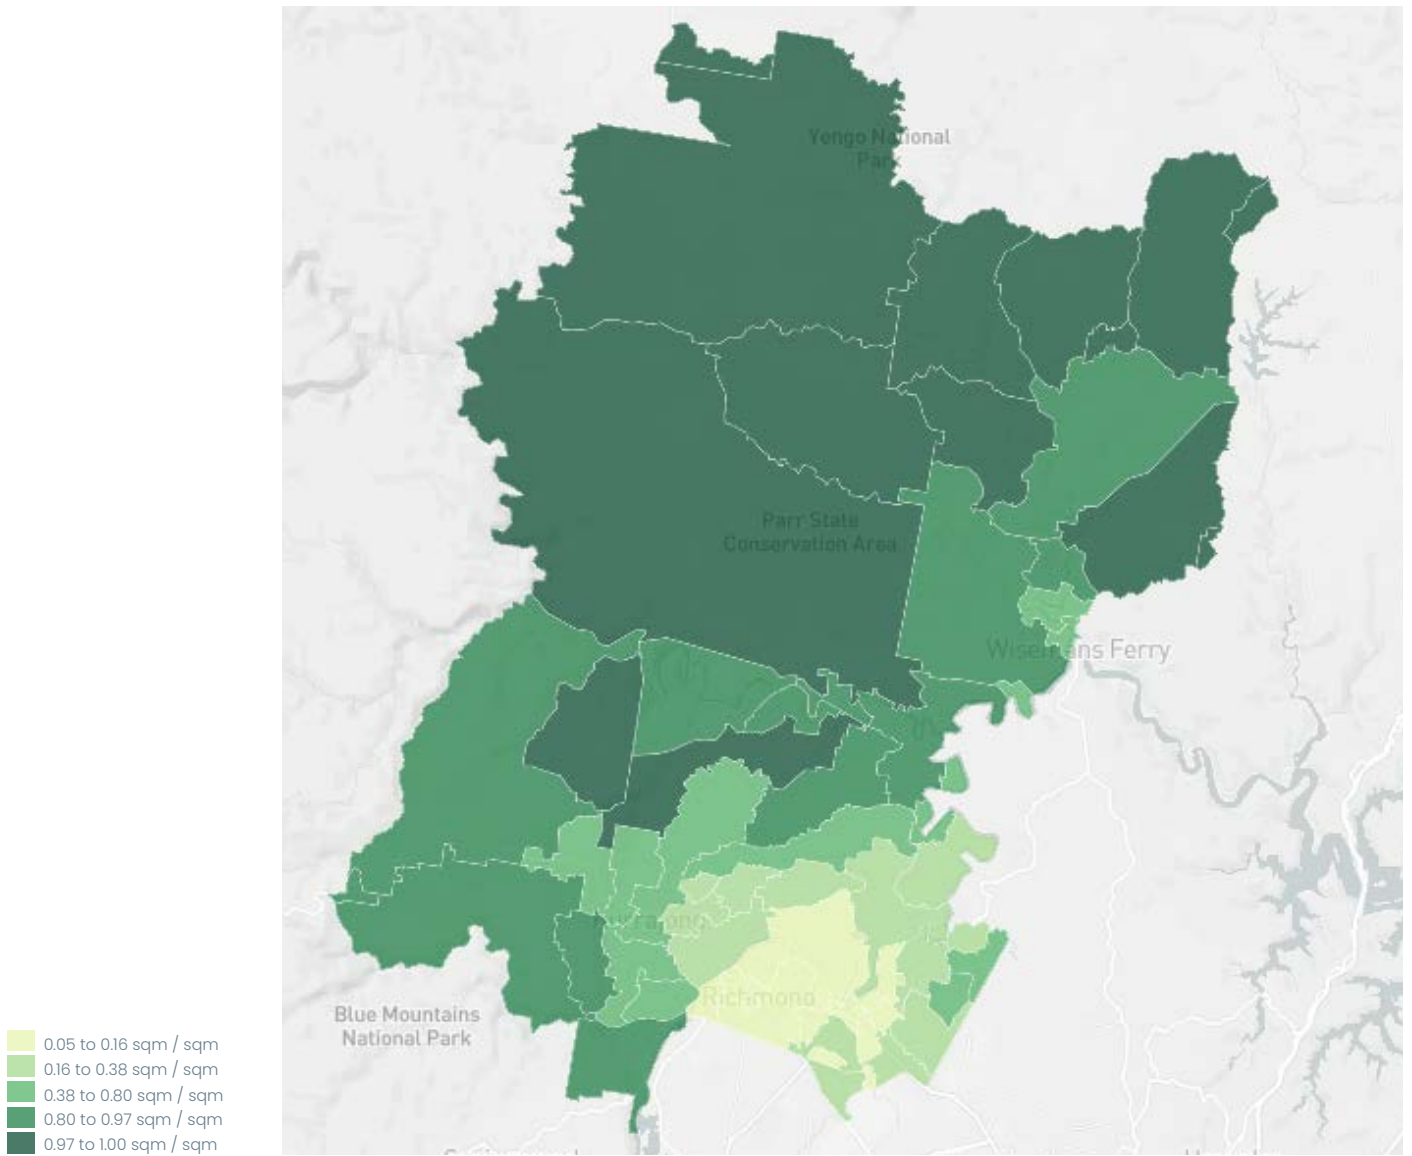 Yengo National
Park
Parr State
Conservation Area
Wisemans Ferry
Kurrajong
Richmond
Blue Mountains
National Park
0.05 to 0.16 sqm / sqm
0.16 to 0.38 sqm / sqm
0.38 to 0.80 sqm / sqm
0.80 to 0.97 sqm / sqm
0.97 to 1.00 sqm / sqm